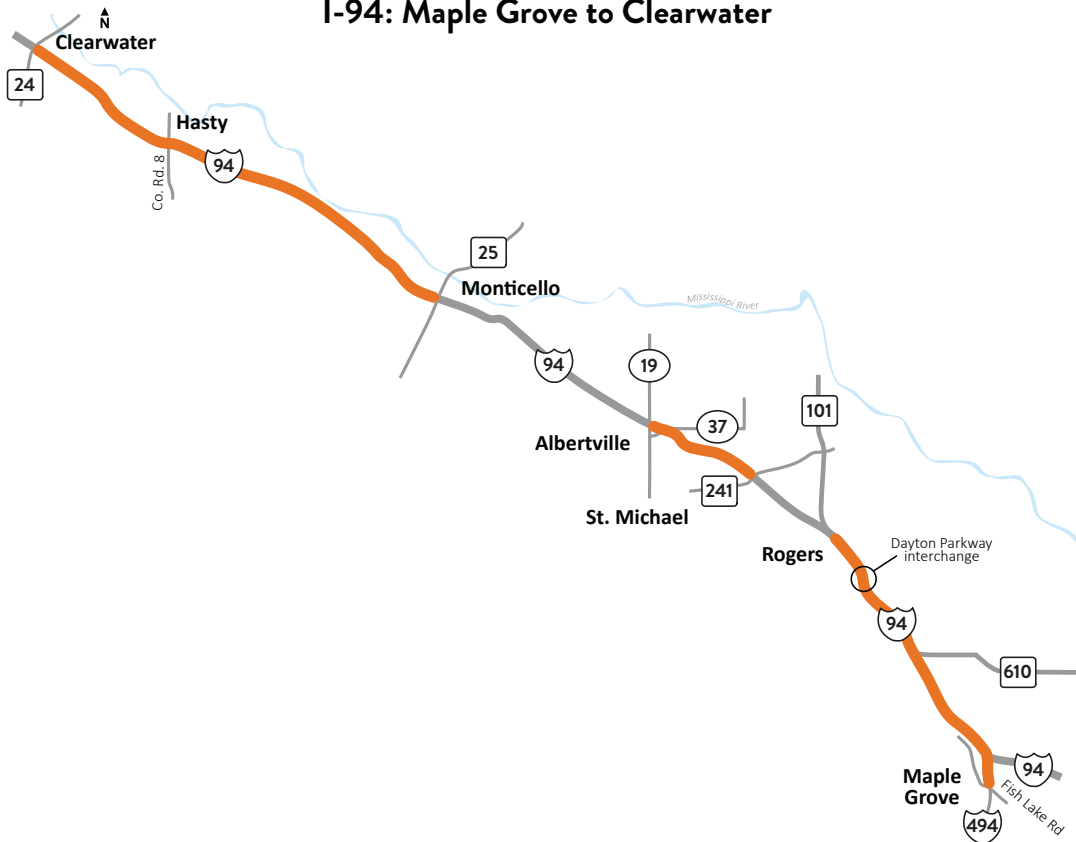 I-94: Maple Grove to Clearwater
N
Clearwater
24
Hasty
Co. Rd. 8
94
25
Monticello
Mississippi River
94
19
37
101
Albertville
241
St. Michael
Rogers
Dayton Parkway
interchange
94
610
Maple
Grove
94
Fish Lake Rd
494